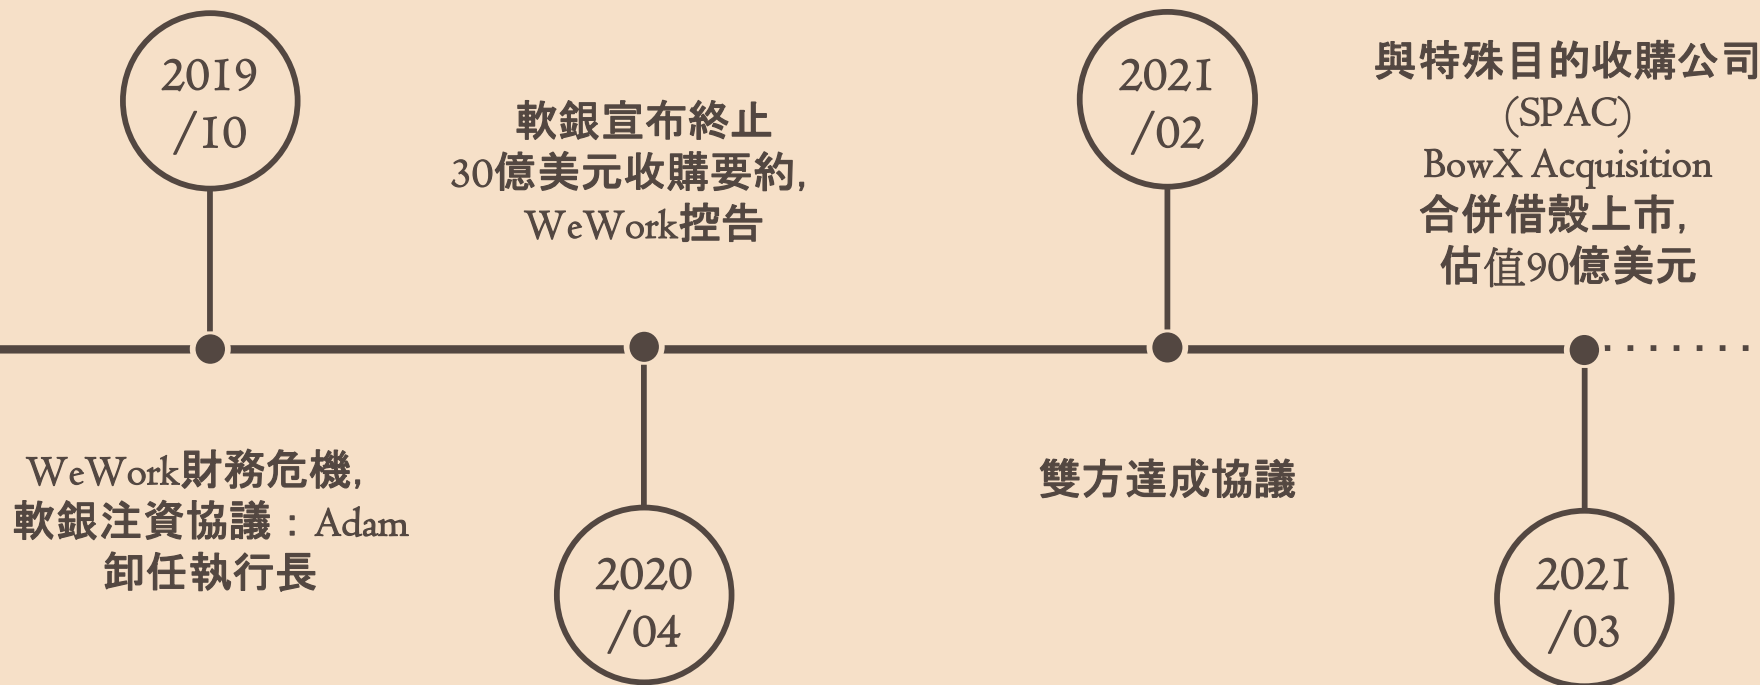 2019
/10
WeWork財務危機,
軟銀注資協議：Adam
卸任執行長
軟銀宣布終止
30億美元收購要約,
WeWork控告
2020
/04
2021
/02
雙方達成協議
與特殊目的收購公司
(SPAC)
BowX Acquisition
合併借殼上市,
估值90億美元
2021
/03